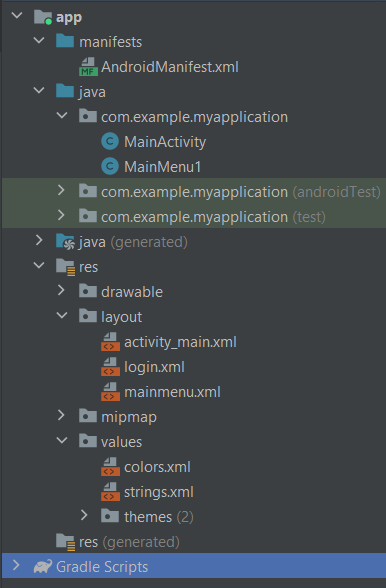 app
manifests
MF AndroidManifest.xml
java
com.example.myapplication
C MainActivity
C MainMenu1
com.example.myapplication (androidTest)
com.example.myapplication (test)
java (generated)
res
drawable
layout
activity_main.xml
login.xml
mainmenu.xml
mipmap
values
colors.xml
strings.xml
themes (2)
res (generated)
Gradle Scripts